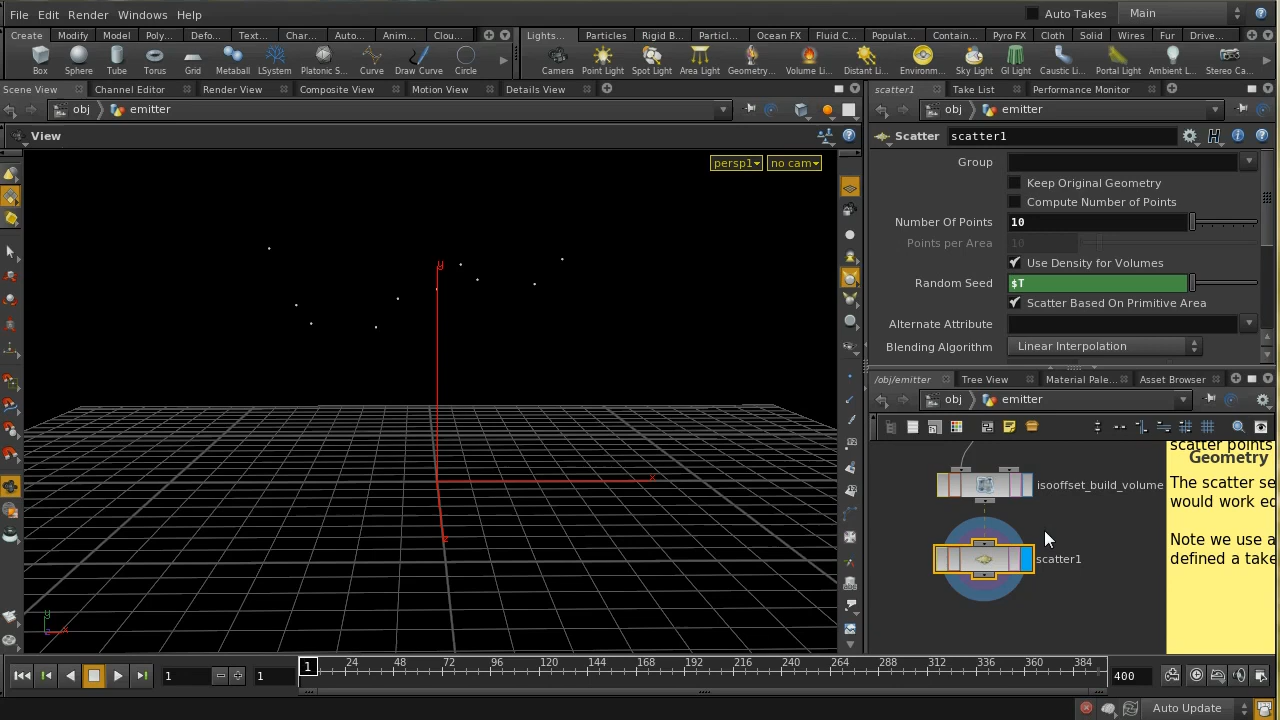 File Edit Render Windows Help
Auto Takes Main
Create Modify Model Poly... Defo... Text... Char... Auto... Anim... Clou...
Lights... Particles Rigid B... Particl... Ocean FX Fluid C... Populat... Contain... Pyro FX Cloth Solid Wires Fur Drive...
Box Sphere Tube Torus Grid Metaball LSystem Platonic S... Curve Draw Curve Circle
Camera Point Light Spot Light Area Light Geometry... Volume Li... Distant Li... Environm... Sky Light GI Light Caustic Li... Portal Light Ambient L... Stereo Ca...
Scene View Channel Editor Render View Composite View Motion View Details View
scatter1 Take List Performance Monitor
obj emitter
obj emitter
View
Scatter scatter1
persp1 no cam
Group
Keep Original Geometry
Compute Number of Points
Number Of Points 10
Points per Area 10
Use Density for Volumes
Random Seed $T
Scatter Based On Primitive Area
Alternate Attribute
Blending Algorithm Linear Interpolation
/obj/emitter Tree View Material Pale... Asset Browser
obj emitter
y
x
z
y
x
z
scatter points
Geometry
isooffset_build_volume
The scatter se
would work eq
Note we use a
defined a take
scatter1
1 1
1 24 48 72 96 120 144 168 192 216 240 264 288 312 336 360 384
400
Auto Update